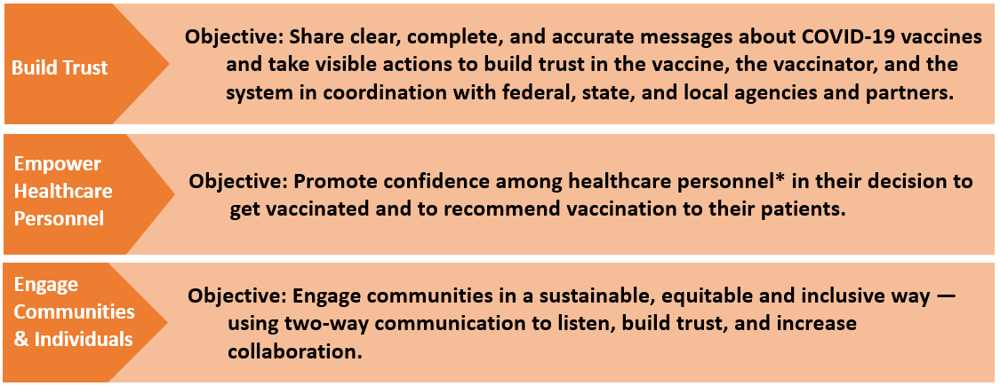 Build Trust
Objective: Share clear, complete, and accurate messages about COVID-19 vaccines
and take visible actions to build trust in the vaccine, the vaccinator, and the
system in coordination with federal, state, and local agencies and partners.
Empower
Healthcare
Personnel
Objective: Promote confidence among healthcare personnel* in their decision to
get vaccinated and to recommend vaccination to their patients.
Engage
Communities
& Individuals
Objective: Engage communities in a sustainable, equitable and inclusive way —
using two-way communication to listen, build trust, and increase
collaboration.